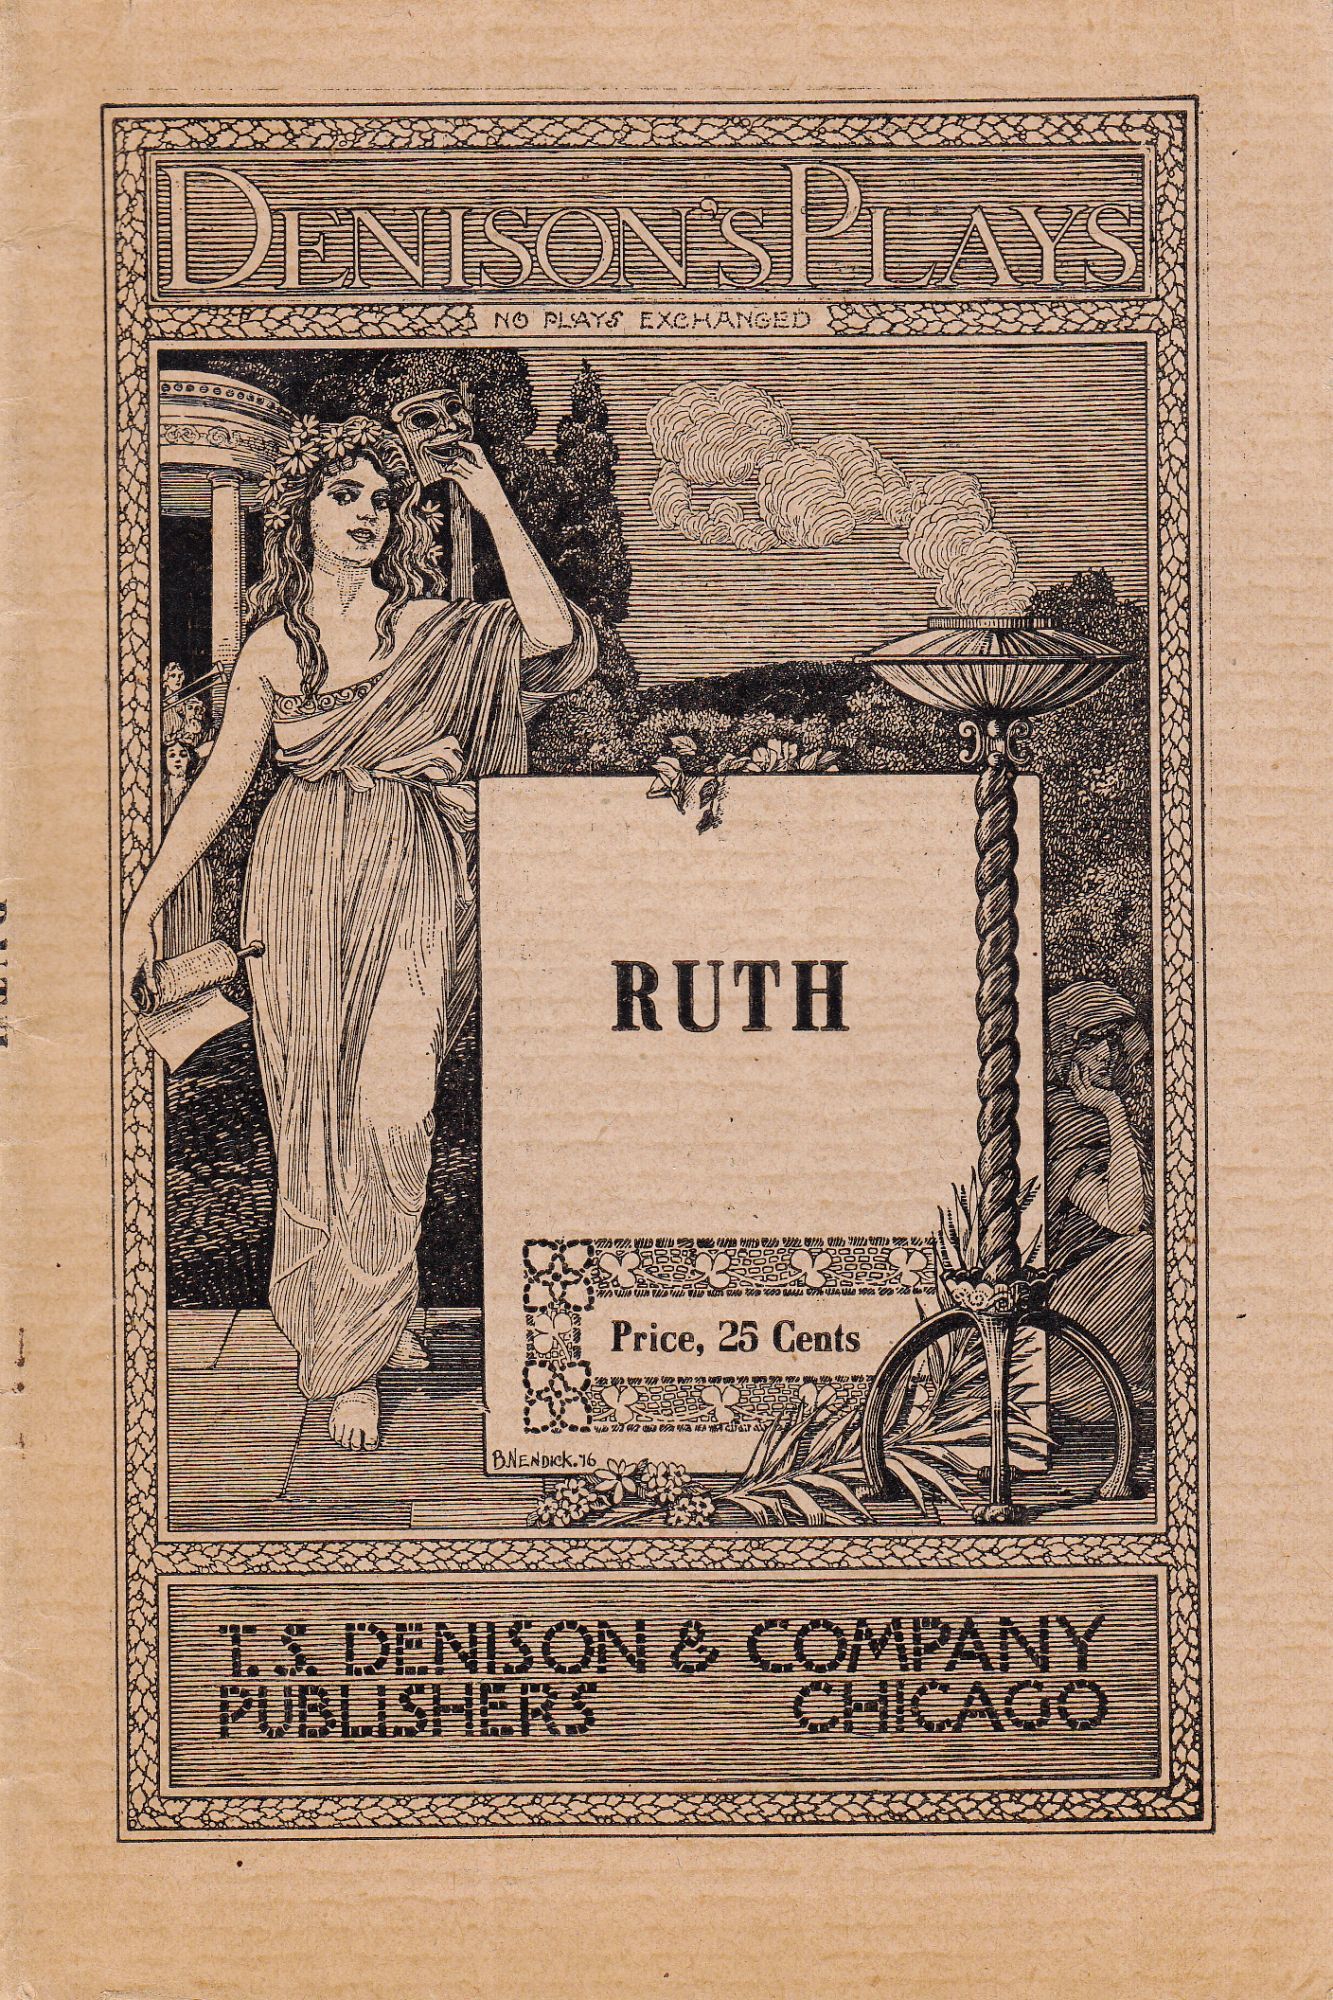 DENISON'S PLAYS
NO PLAYS EXCHANGED
RUTH
Price, 25 Cents
B. NENDICK. '16
T. S. DENISON & COMPANY
PUBLISHERS CHICAGO